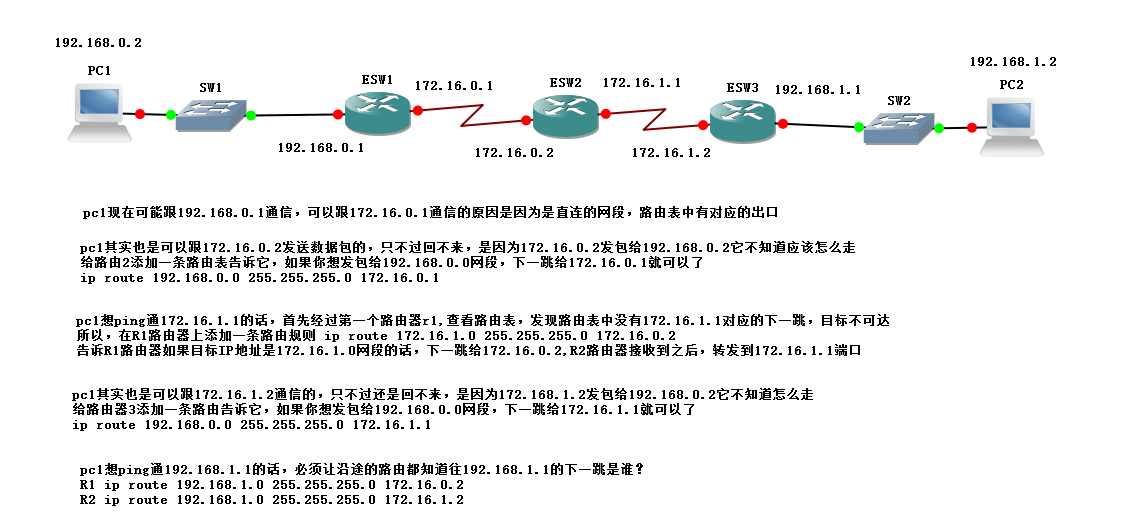 192.168.0.2
PC1
SW1
ESW1
172.16.0.1
ESW2
172.16.1.1
ESW3
192.168.1.1
SW2
192.168.1.2
PC2
192.168.0.1
172.16.0.2
172.16.1.2
pc1现在可能跟192.168.0.1通信，可以跟172.16.0.1通信的原因是因为是直连的网段，路由表中有对应的出口
pc1其实也是可以跟172.16.0.2发送数据包的，只不过回不来，是因为172.16.0.2发包给192.168.0.2它不知道应该怎么走
给路由2添加一条路由表告诉它，如果你想发包给192.168.0.0网段，下一跳给172.16.0.1就可以了
ip route 192.168.0.0 255.255.255.0 172.16.0.1
pc1想ping通172.16.1.1的话，首先经过第一个路由器r1,查看路由表，发现路由表中没有172.16.1.1对应的下一跳，目标不可达
所以，在R1路由器上添加一条路由规则 ip route 172.16.1.0 255.255.255.0 172.16.0.2
告诉R1路由器如果目标IP地址是172.16.1.0网段的话，下一跳给172.16.0.2,R2路由器接收到之后，转发到172.16.1.1端口
pc1其实也是可以跟172.16.1.2通信的，只不过还是回不来，是因为172.168.1.2发包给192.168.0.2它不知道怎么走
给路由器3添加一条路由告诉它，如果你想发包给192.168.0.0网段，下一跳给172.16.1.1就可以了
ip route 192.168.0.0 255.255.255.0 172.16.1.1
pc1想ping通192.168.1.1的话，必须让沿途的路由都知道往192.168.1.1的下一跳是谁？
R1 ip route 192.168.1.0 255.255.255.0 172.16.0.2
R2 ip route 192.168.1.0 255.255.255.0 172.16.1.2